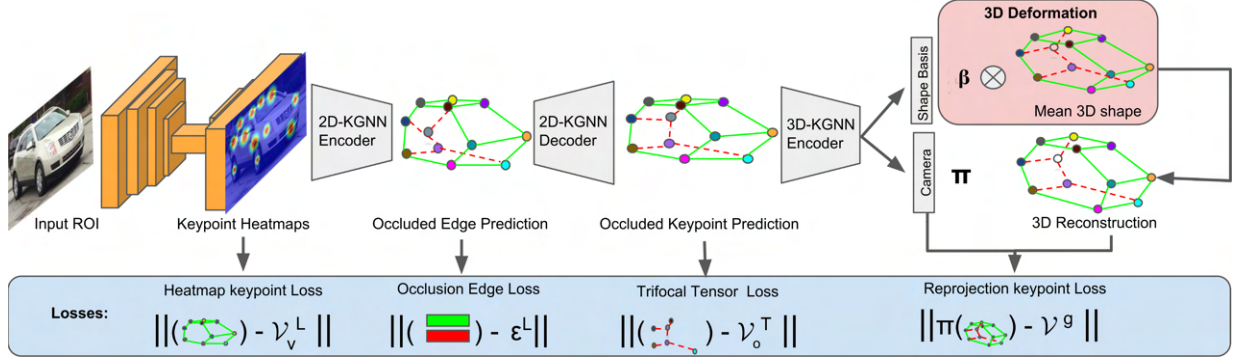 3D Deformation
Shape Basis
β
Mean 3D shape
2D-KGNN
Encoder
2D-KGNN
Decoder
3D-KGNN
Encoder
Camera
π
Input ROI
Keypoint Heatmaps
Occluded Edge Prediction
Occluded Keypoint Prediction
3D Reconstruction
Losses:
Heatmap keypoint Loss
||( ) - 𝒱ᵥᴸ ||
Occlusion Edge Loss
||( ) - εᴸ||
Trifocal Tensor Loss
||( ) - 𝒱ₒᵀ ||
Reprojection keypoint Loss
||π( ) - 𝒱ᵍ ||